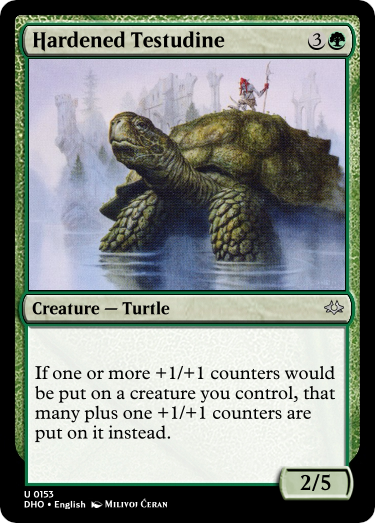 Hardened Testudine 3
Creature — Turtle
If one or more +1/+1 counters would
be put on a creature you control, that
many plus one +1/+1 counters are
put on it instead.
2/5
U 0153
DHO • English Milivoj Ćeran